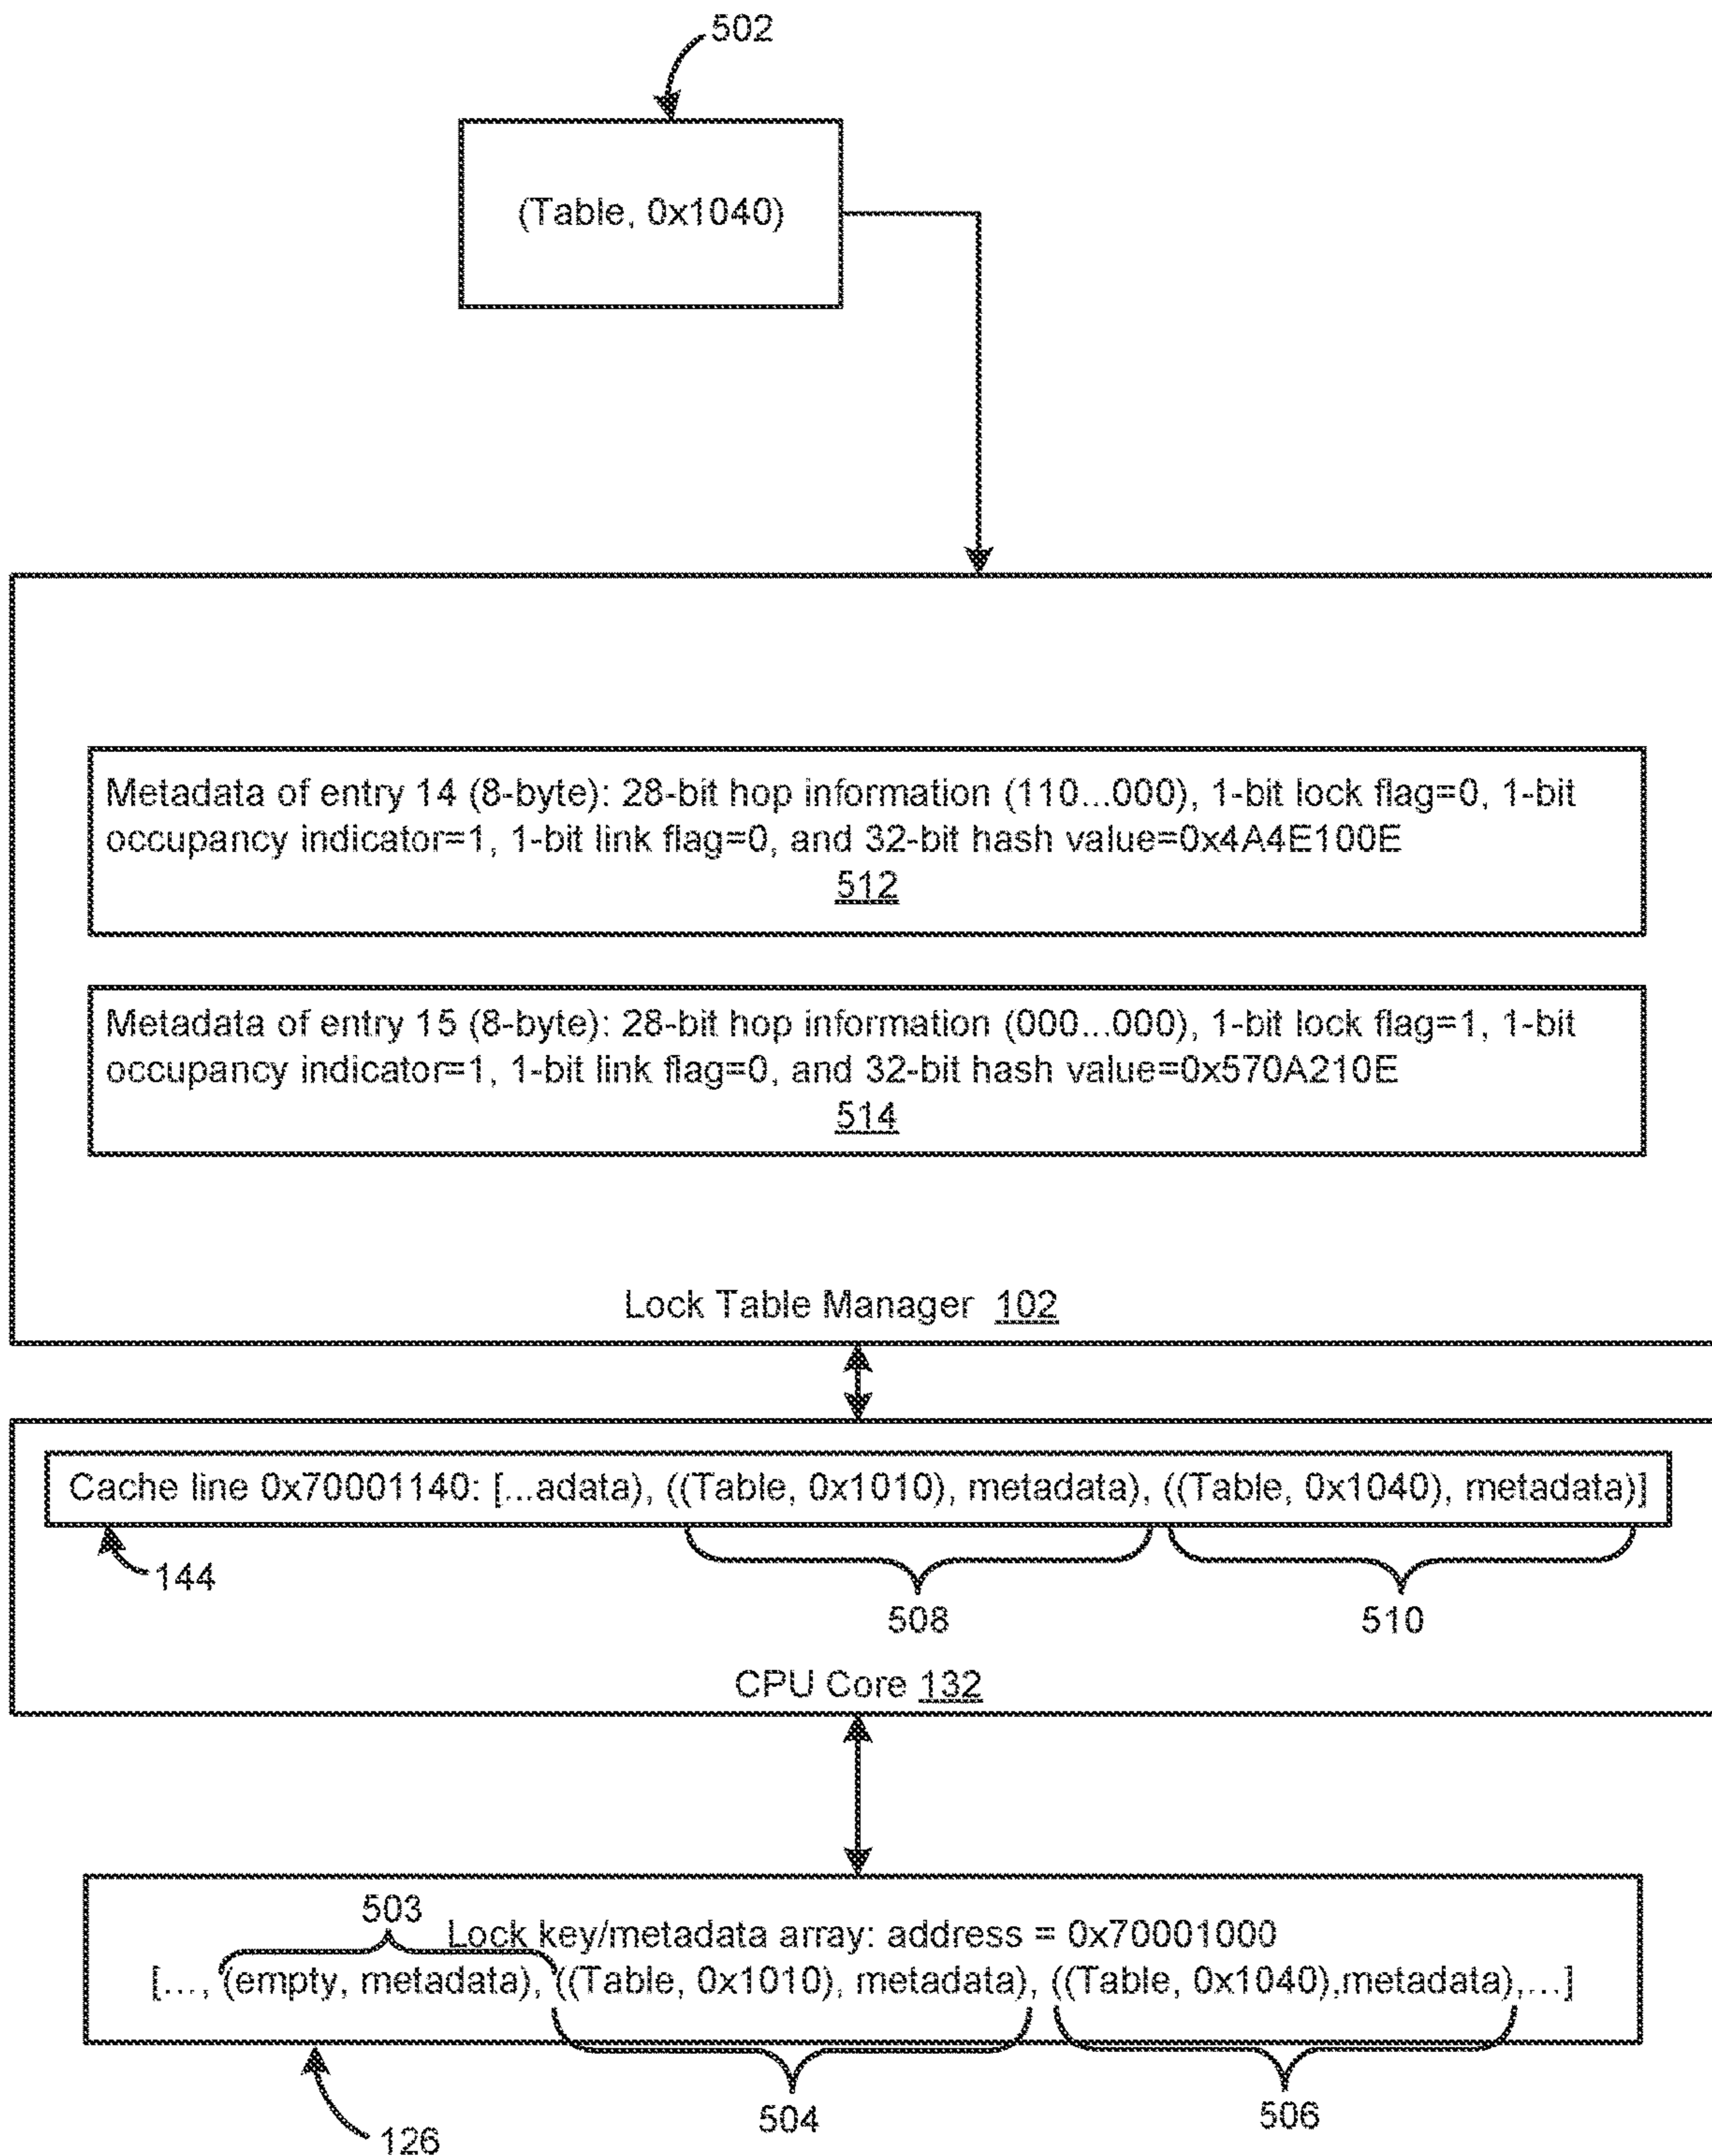 502
(Table, 0x1040)
Metadata of entry 14 (8-byte): 28-bit hop information (110...000), 1-bit lock flag=0, 1-bit
occupancy indicator=1, 1-bit link flag=0, and 32-bit hash value=0x4A4E100E
512
Metadata of entry 15 (8-byte): 28-bit hop information (000...000), 1-bit lock flag=1, 1-bit
occupancy indicator=1, 1-bit link flag=0, and 32-bit hash value=0x570A210E
514
Lock Table Manager 102
Cache line 0x70001140: [...adata), ((Table, 0x1010), metadata), ((Table, 0x1040), metadata)]
144
508
510
CPU Core 132
503
Lock key/metadata array: address = 0x70001000
[..., (empty, metadata), ((Table, 0x1010), metadata), ((Table, 0x1040),metadata),...]
504
506
126